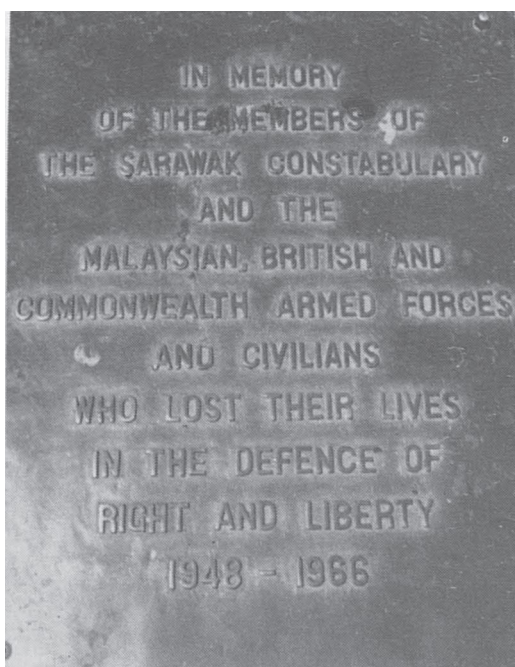 IN MEMORY
OF THE MEMBERS OF
THE SARAWAK CONSTABULARY
AND THE
MALAYSIAN, BRITISH AND
COMMONWEALTH ARMED FORCES
AND CIVILIANS
WHO LOST THEIR LIVES
IN THE DEFENCE OF
RIGHT AND LIBERTY
1948 - 1966